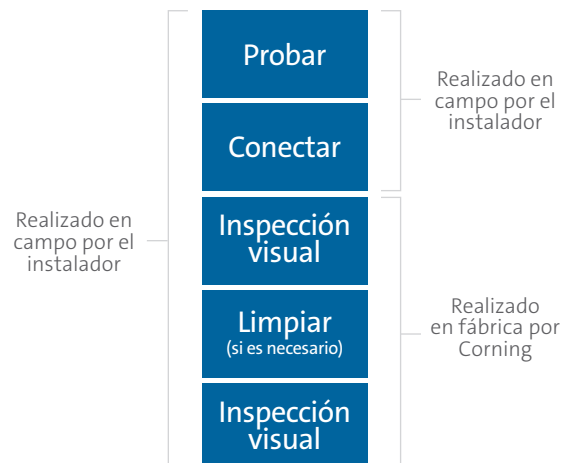 Probar
Conectar
Inspección
visual
Limpiar
(si es necesario)
Inspección
visual
Realizado en
campo por el
instalador
Realizado en
campo por el
instalador
Realizado
en fábrica por
Corning